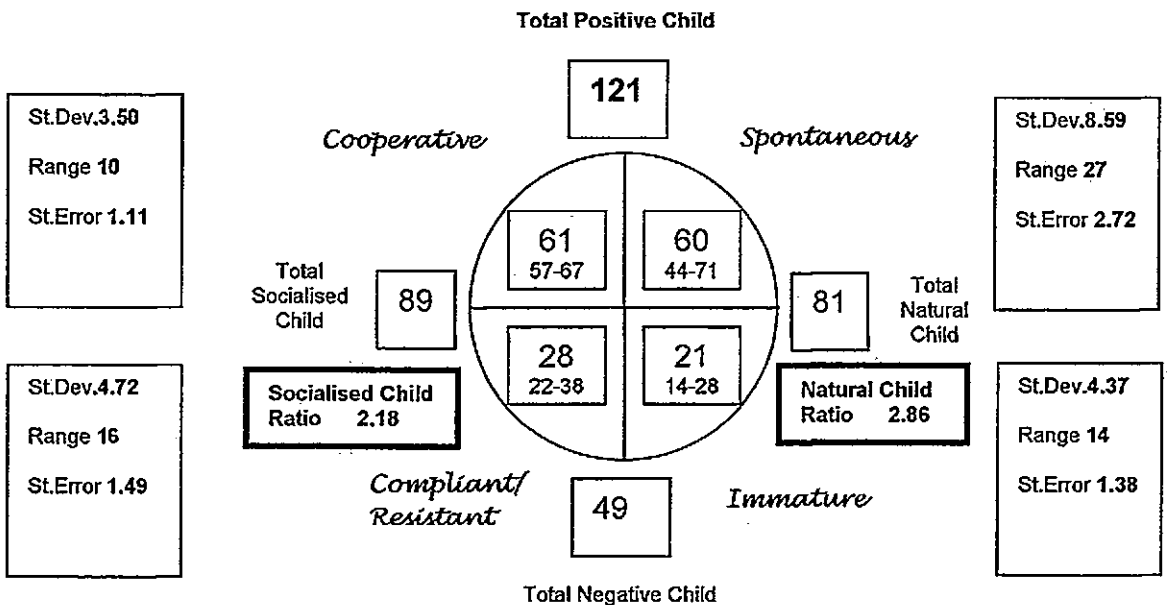 Total Positive Child
121
St.Dev.3.50
Range 10
St.Error 1.11
Cooperative
Spontaneous
St.Dev.8.59
Range 27
St.Error 2.72
61
57-67
60
44-71
Total
Socialised
Child
89
81
Total
Natural
Child
28
22-38
21
14-28
St.Dev.4.72
Range 16
St.Error 1.49
Socialised Child
Ratio 2.18
Natural Child
Ratio 2.86
St.Dev.4.37
Range 14
St.Error 1.38
Compliant/
Resistant
49
Immature
Total Negative Child